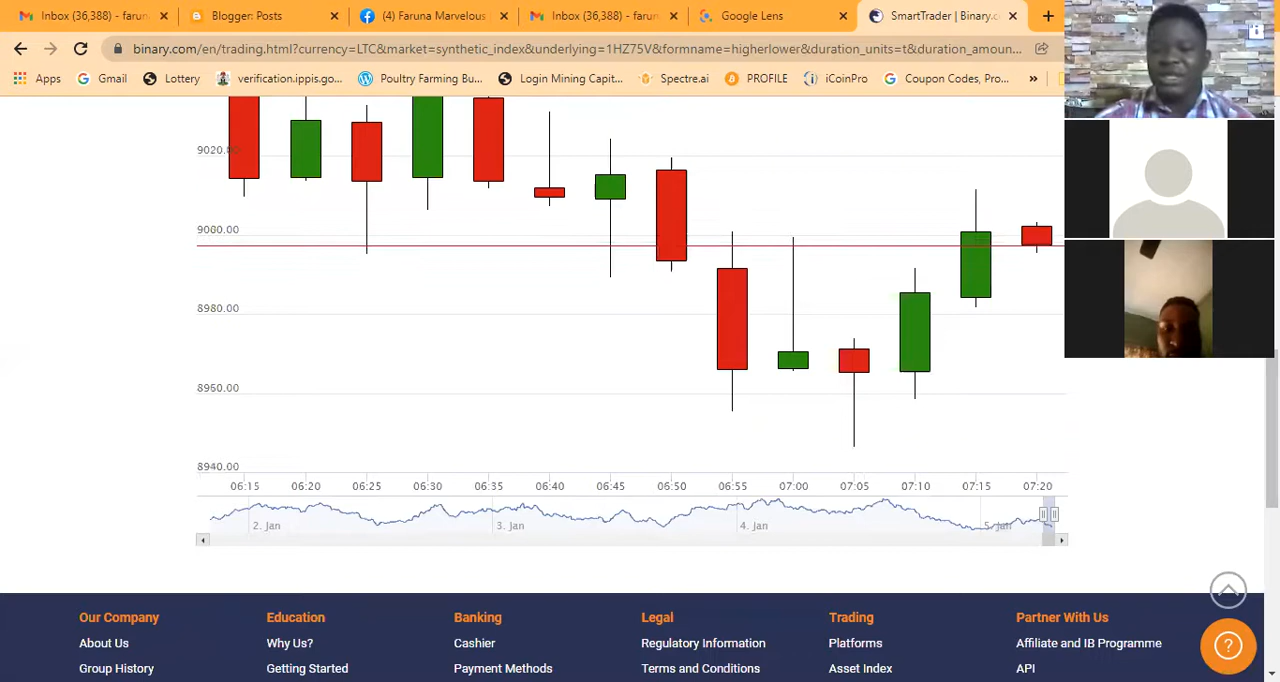 Inbox (36,388) - farun
Blogger: Posts
(4) Faruna Marvelous
Inbox (36,388) - farun
Google Lens
SmartTrader | Binary.c
binary.com/en/trading.html?currency=LTC&market=synthetic_index&underlying=1HZ75V&formname=higherlower&duration_units=t&duration_amoun...
Apps Gmail Lottery verification.ippis.go... Poultry Farming Bu... Login Mining Capit... Spectre.ai PROFILE iCoinPro Coupon Codes, Pro... »
9020.00
9060.00
8980.00
8950.00
8940.00
06:15 06:20 06:25 06:30 06:35 06:40 06:45 06:50 06:55 07:00 07:05 07:10 07:15 07:20
2. Jan 3. Jan 4. Jan 5. Jan
Our Company Education Banking Legal Trading Partner With Us
About Us Why Us? Cashier Regulatory Information Platforms Affiliate and IB Programme
Group History Getting Started Payment Methods Terms and Conditions Asset Index API
?